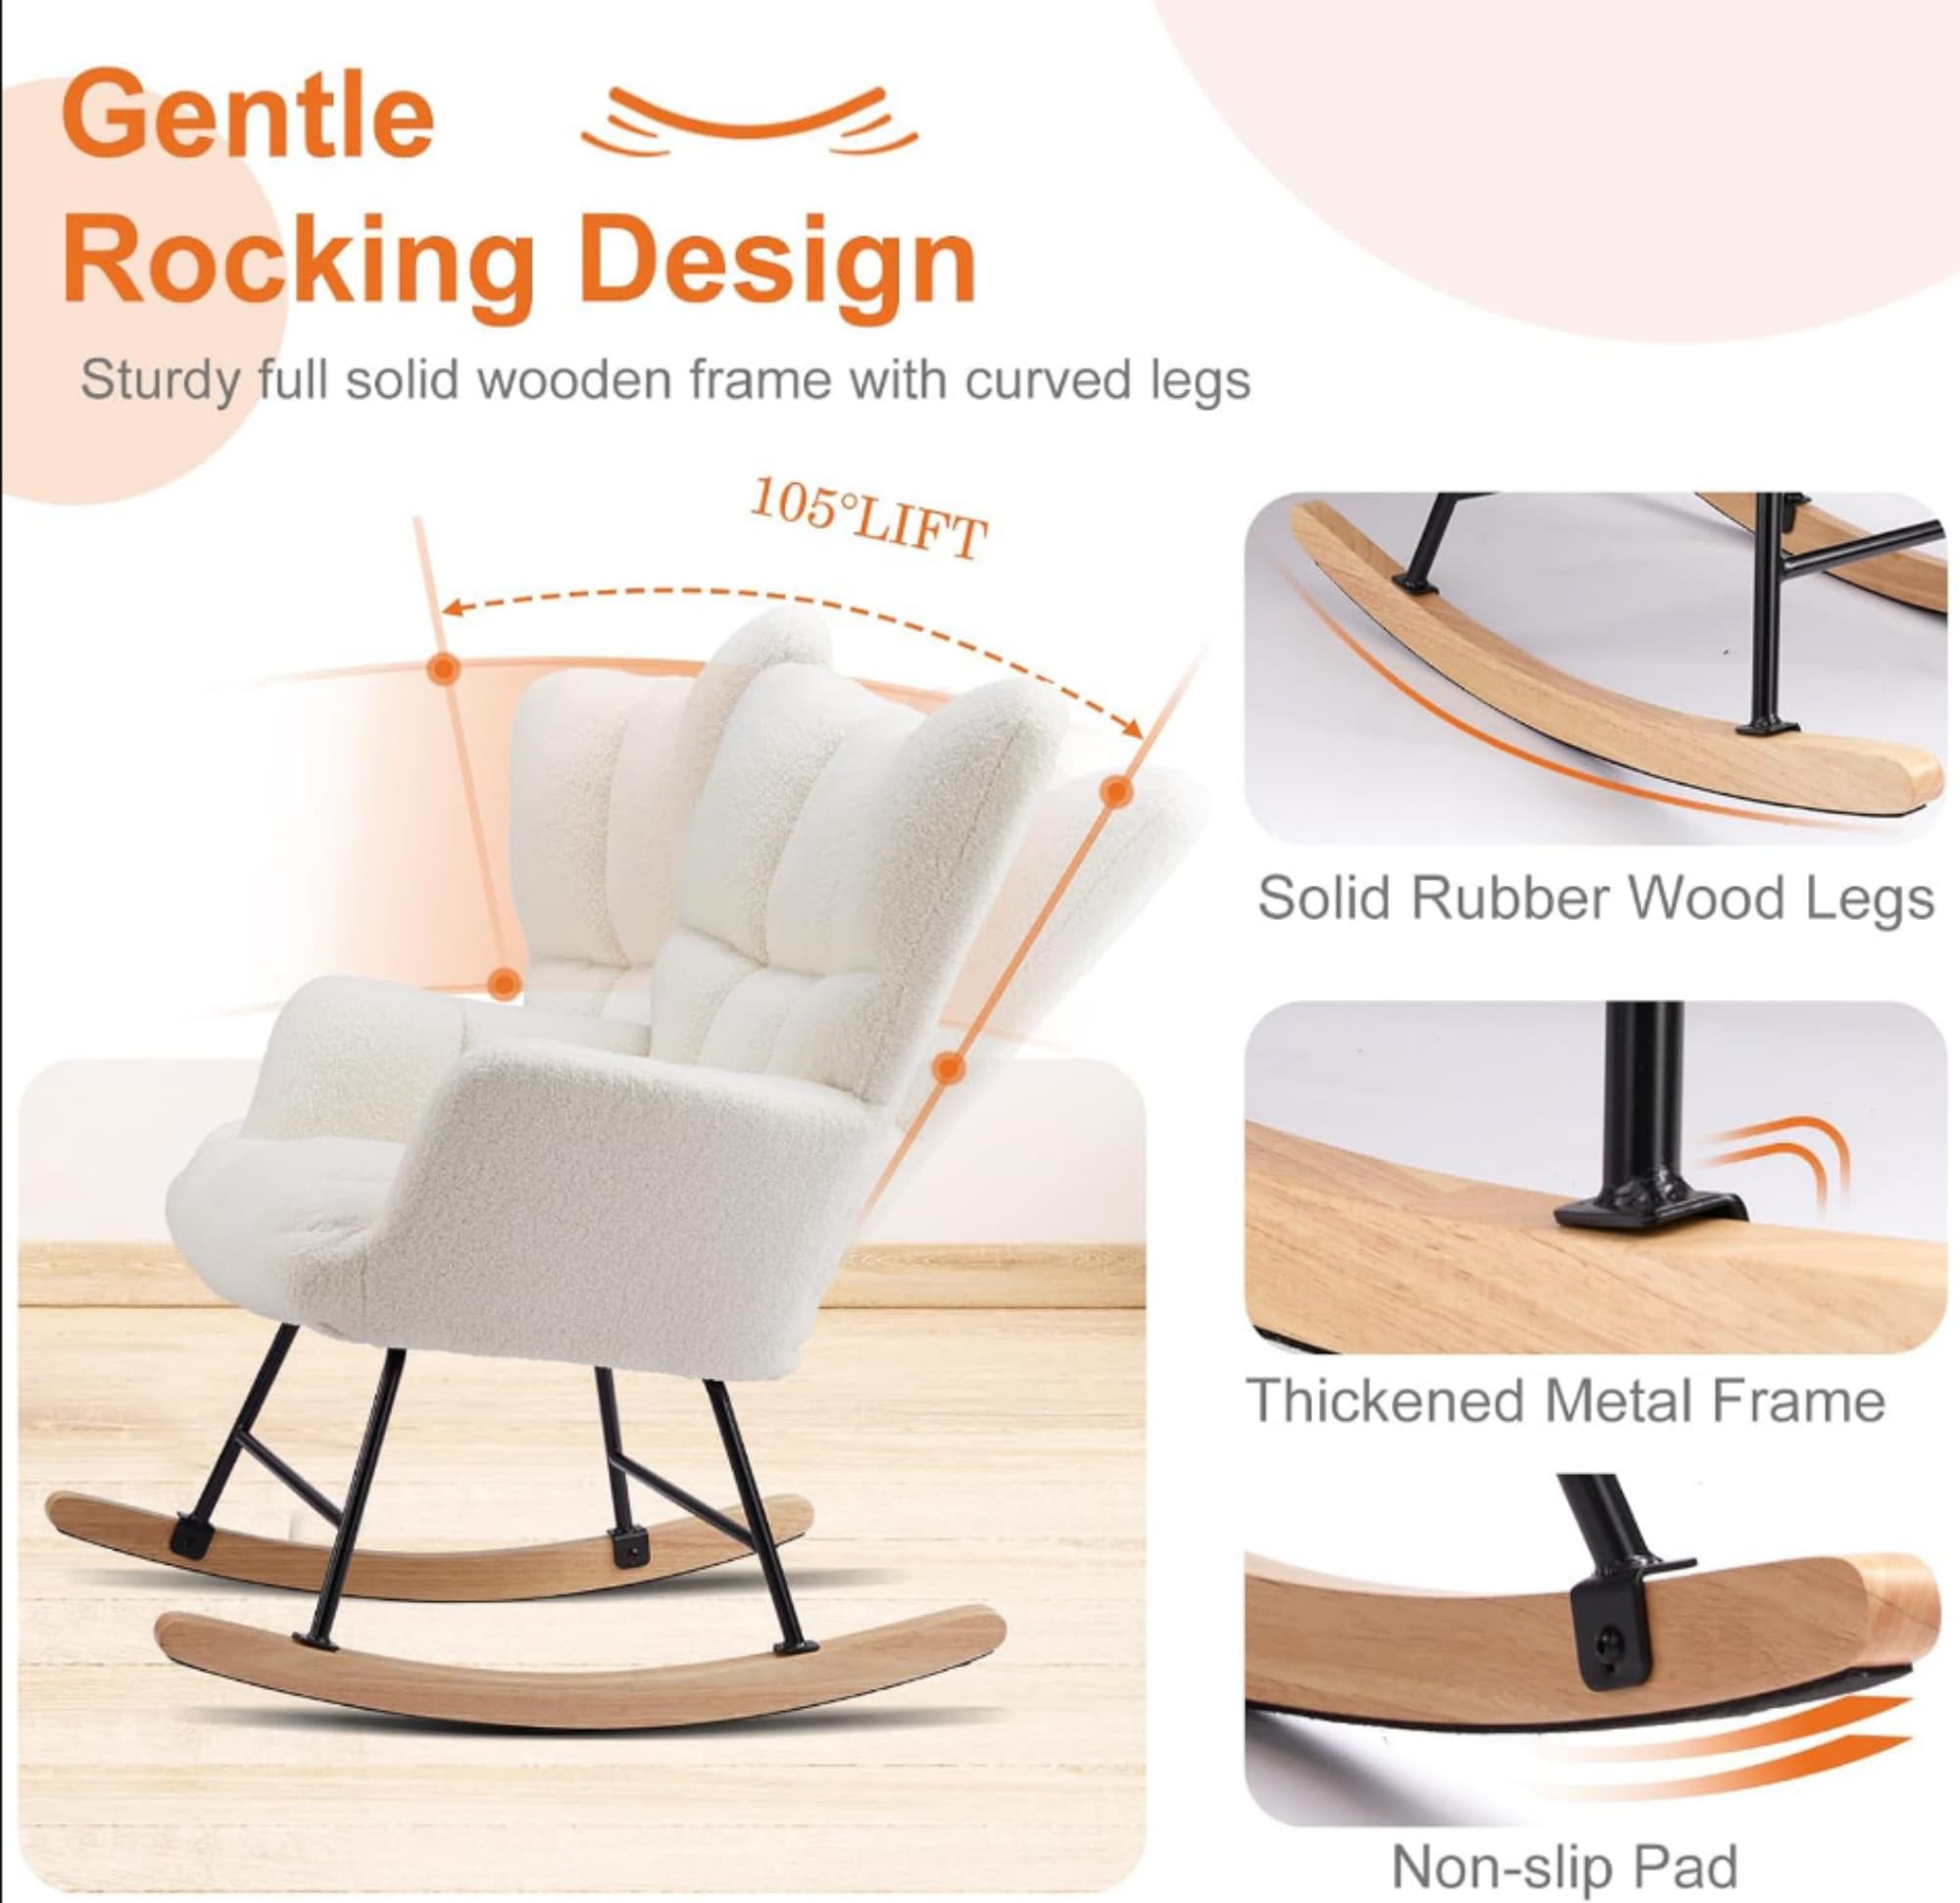 Gentle
Rocking Design
Sturdy full solid wooden frame with curved legs
105°LIFT
Solid Rubber Wood Legs
Thickened Metal Frame
Non-slip Pad